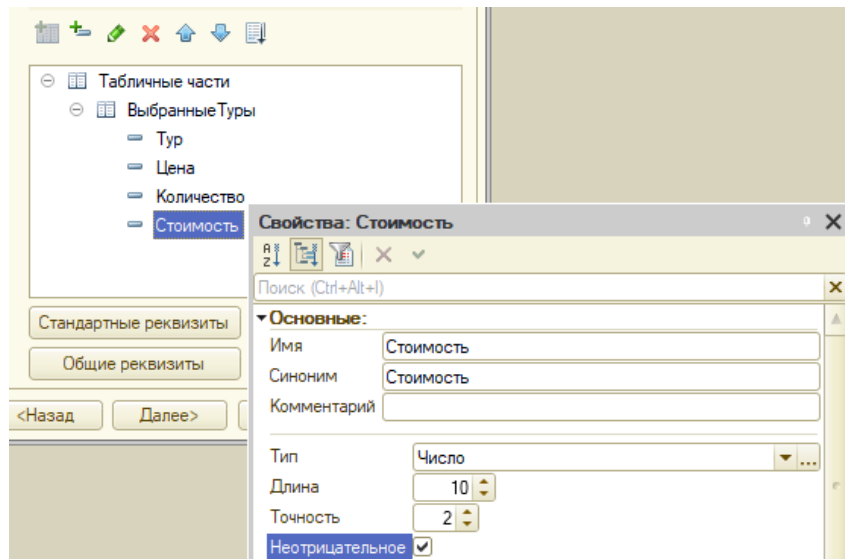 Табличные части
ВыбранныеТуры
Тур
Цена
Количество
Стоимость
Свойства: Стоимость
Поиск (Ctrl+Alt+I)
Основные:
Имя Стоимость
Синоним Стоимость
Комментарий
Тип Число ...
Длина 10
Точность 2
Неотрицательное
Стандартные реквизиты
Общие реквизиты
<Назад Далее>